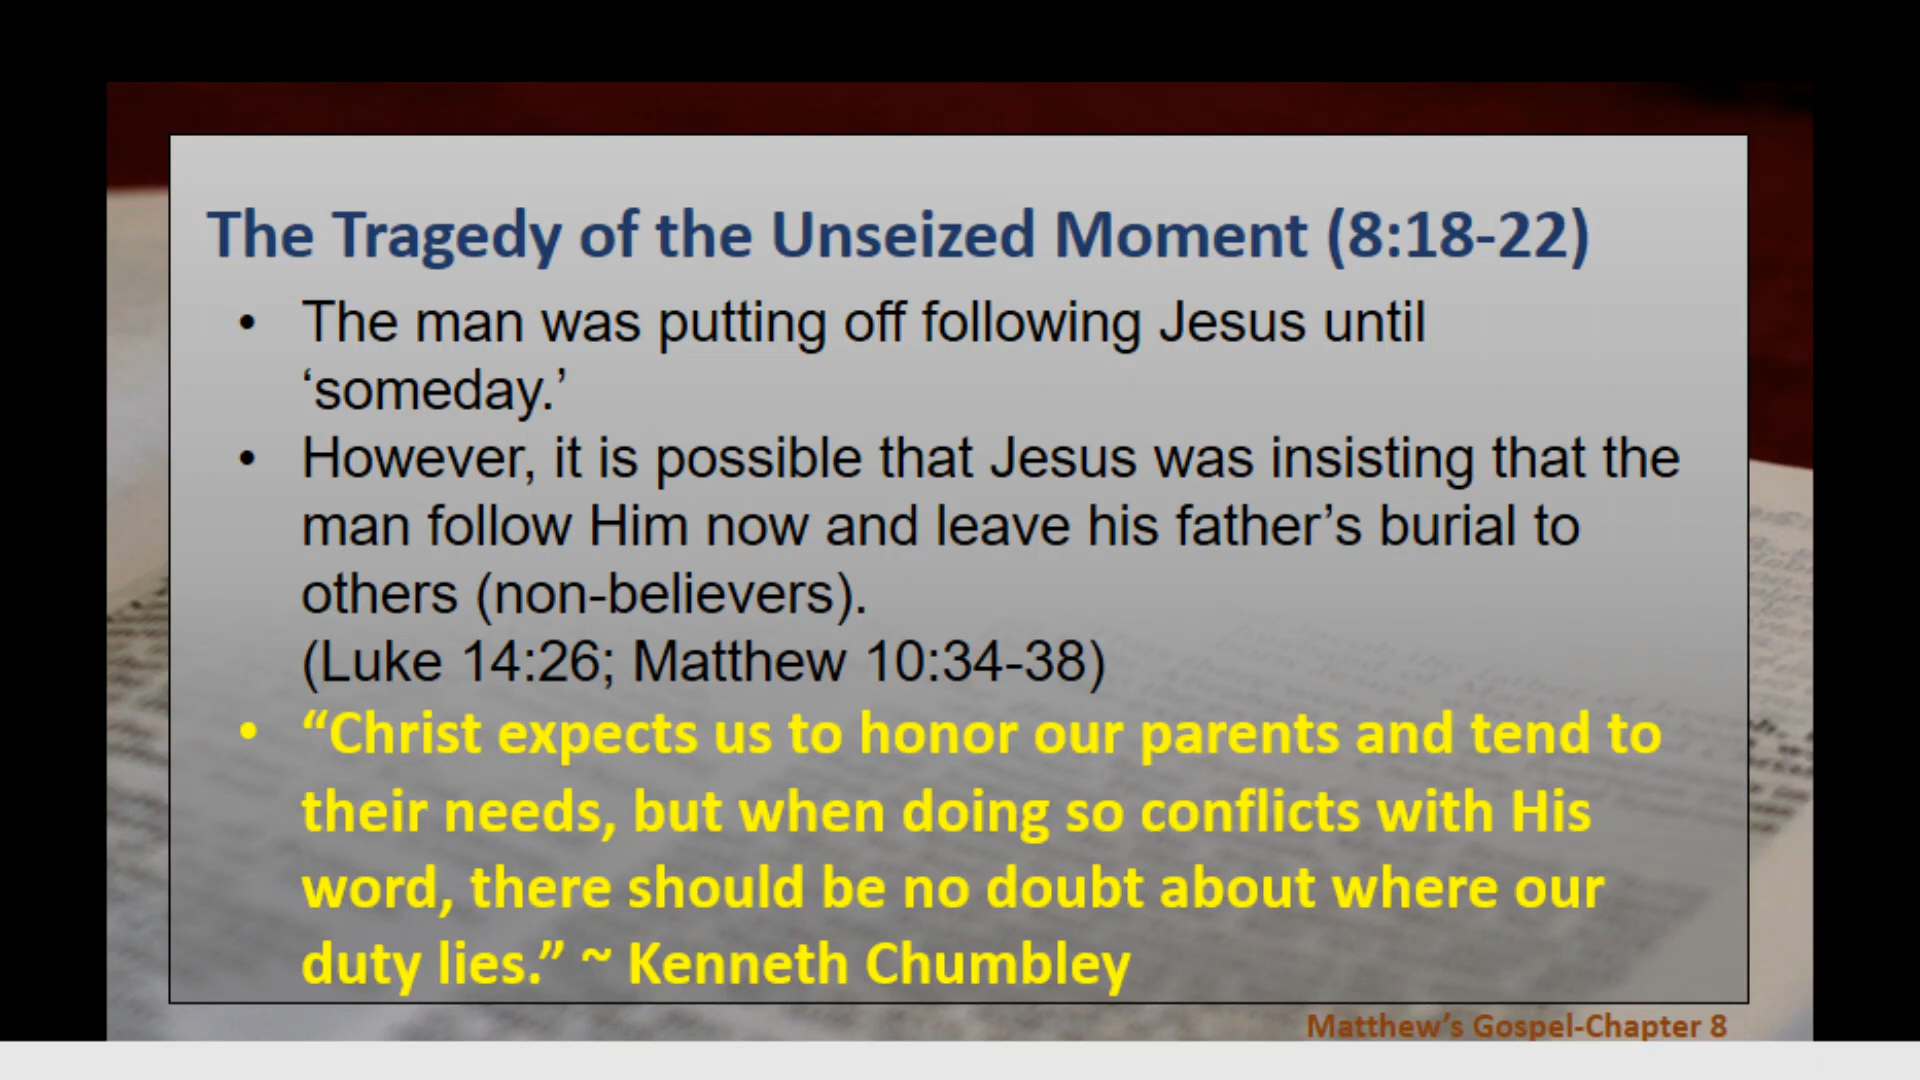 The Tragedy of the Unseized Moment (8:18-22)
• The man was putting off following Jesus until
‘someday.’
• However, it is possible that Jesus was insisting that the
man follow Him now and leave his father’s burial to
others (non-believers).
(Luke 14:26; Matthew 10:34-38)
• “Christ expects us to honor our parents and tend to
their needs, but when doing so conflicts with His
word, there should be no doubt about where our
duty lies.” ~ Kenneth Chumbley
Matthew’s Gospel-Chapter 8